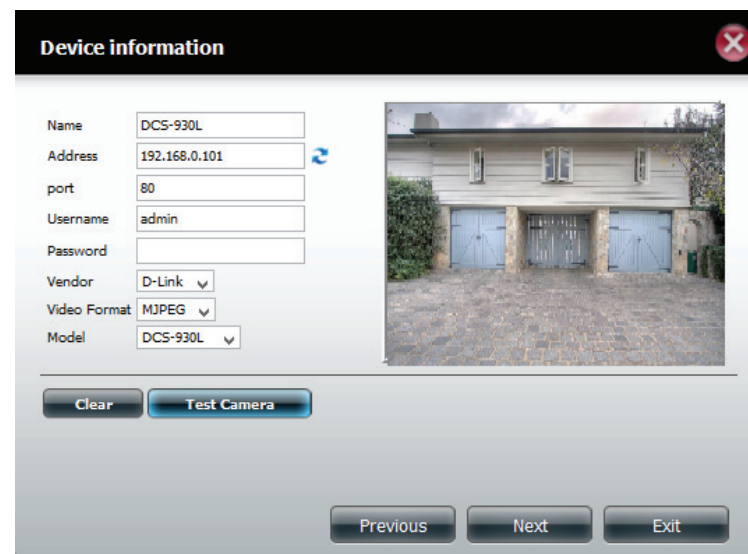 Device information
Name DCS-930L
Address 192.168.0.101
port 80
Username admin
Password
Vendor D-Link
Video Format MJPEG
Model DCS-930L
Clear Test Camera
Previous Next Exit